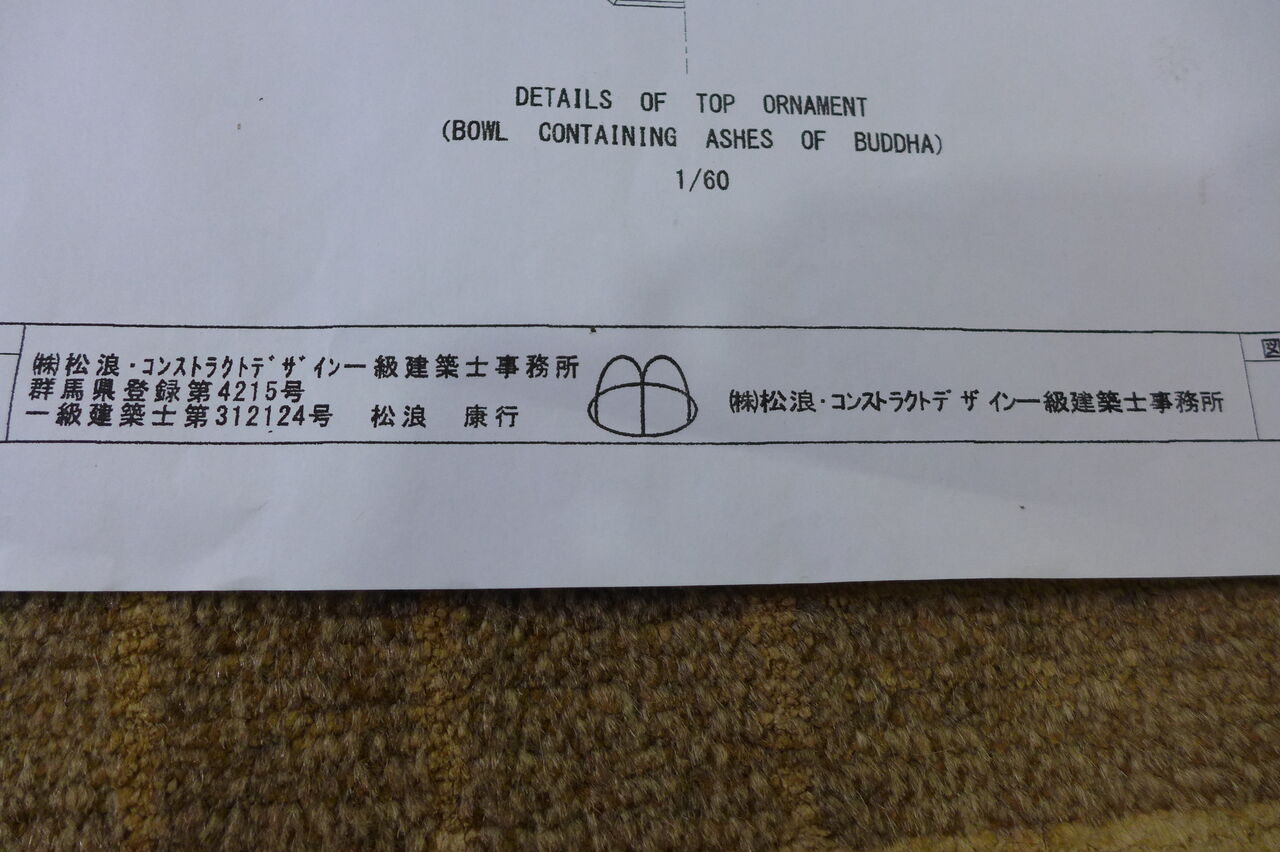 DETAILS OF TOP ORNAMENT
(BOWL CONTAINING ASHES OF BUDDHA)
1/60
㈱松浪・コンストラクトデザイン一級建築士事務所
群馬県登録第4215号
一級建築士第312124号 松浪 康行
㈱松浪・コンストラクトデザイン一級建築士事務所
図